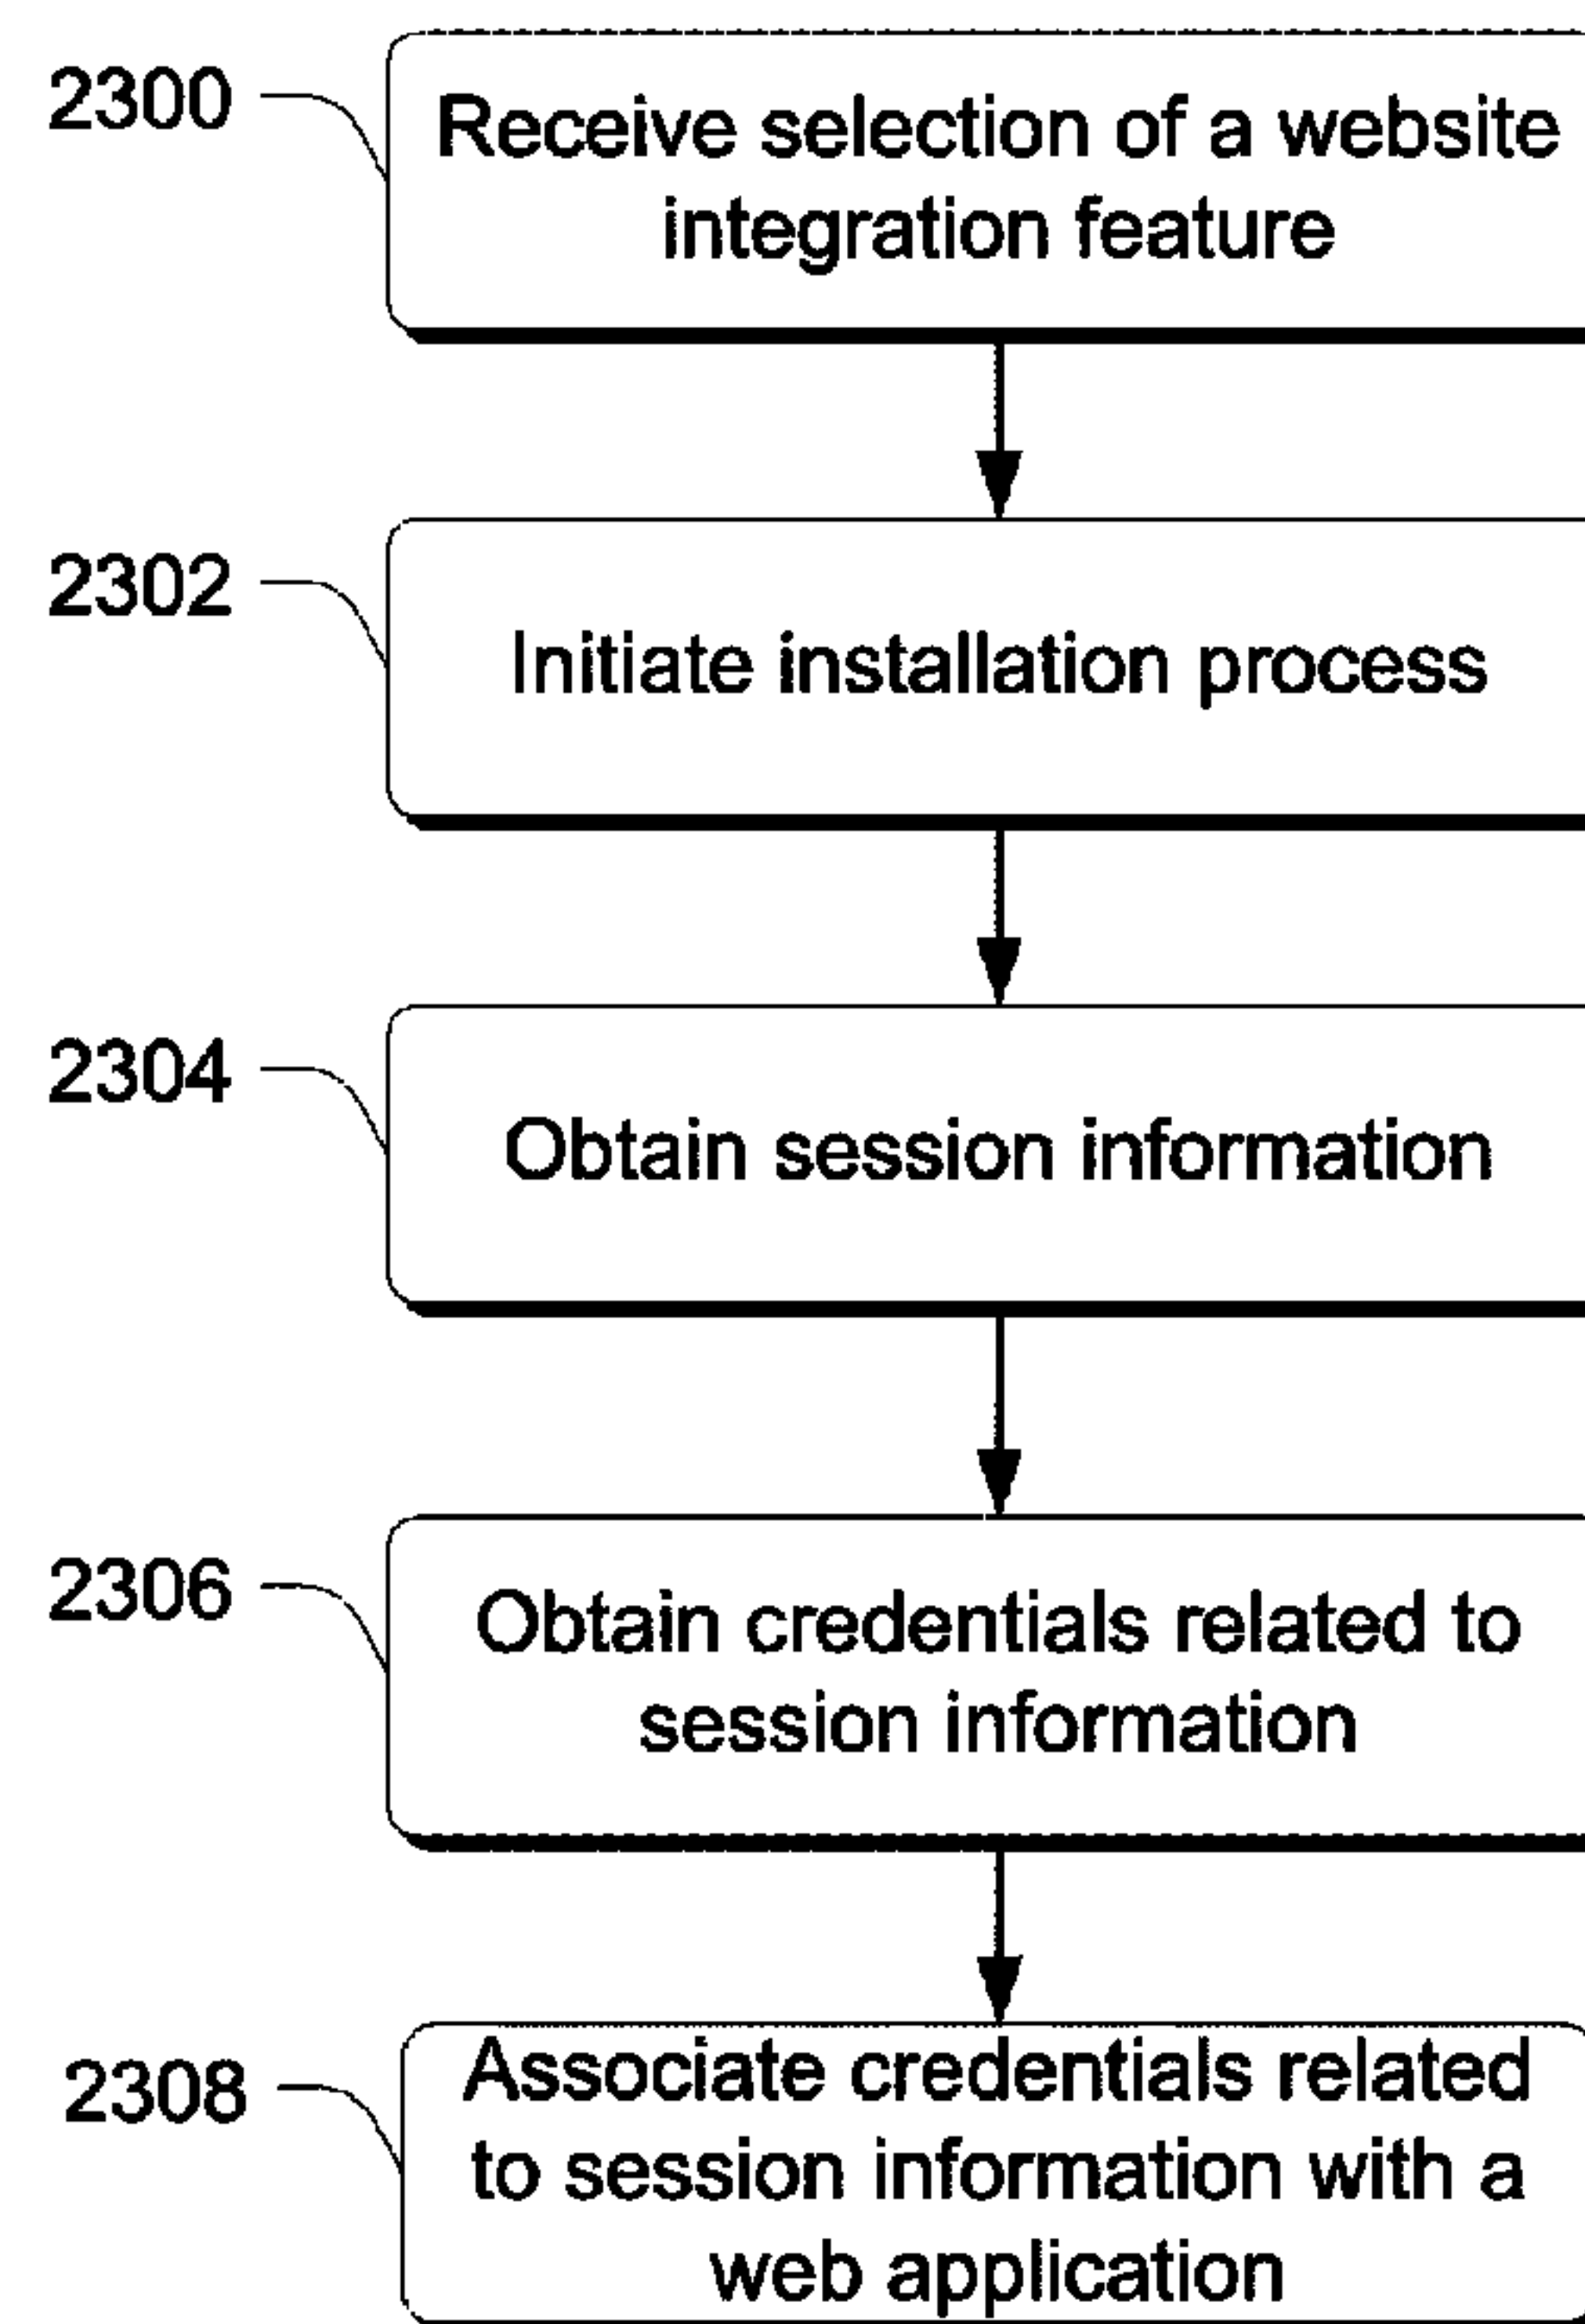 2300
Receive selection of a website
integration feature
2302
Initiate installation process
2304
Obtain session information
2306
Obtain credentials related to
session information
2308
Associate credentials related
to session information with a
web application